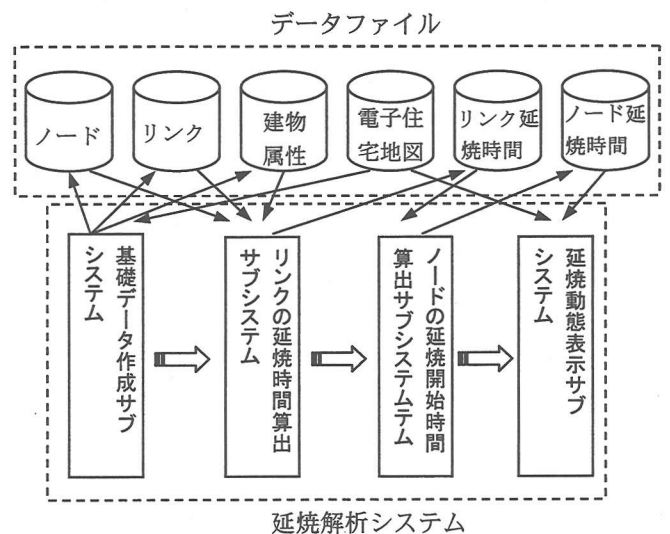 データファイル
ノード
リンク
建物
属性
電子住
宅地図
リンク延
焼時間
ノード延
焼時間
基礎データ作成サブ
システム
リンクの延焼時間算出
サブシステム
ノードの延焼開始時間
算出サブシステムテム
延焼動態表示サブ
システム
延焼解析システム